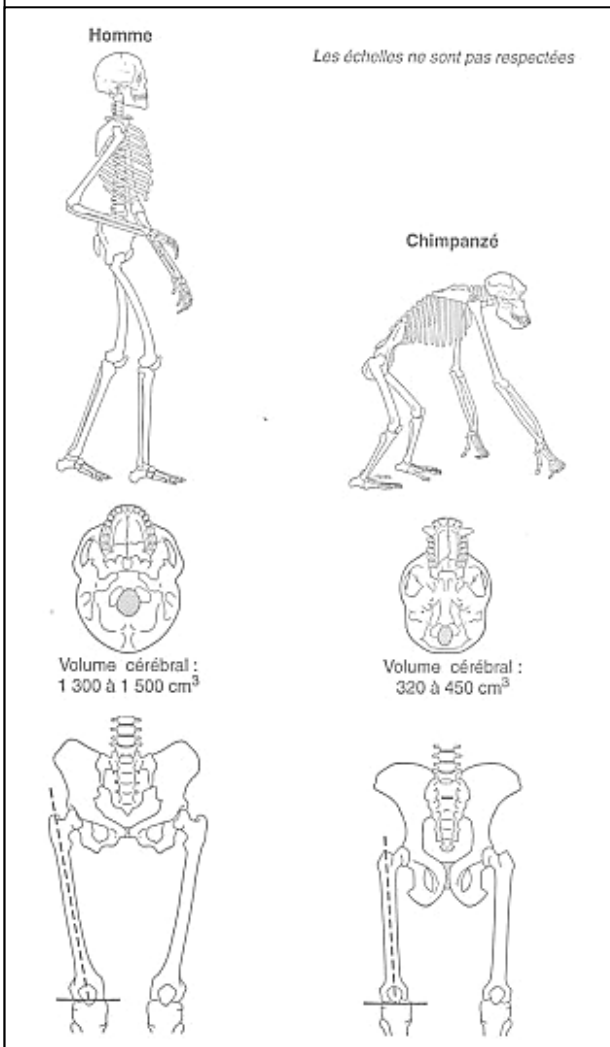 Homme
Les échelles ne sont pas respectées
Chimpanzé
Volume cérébral :
1 300 à 1 500 cm³
Volume cérébral :
320 à 450 cm³